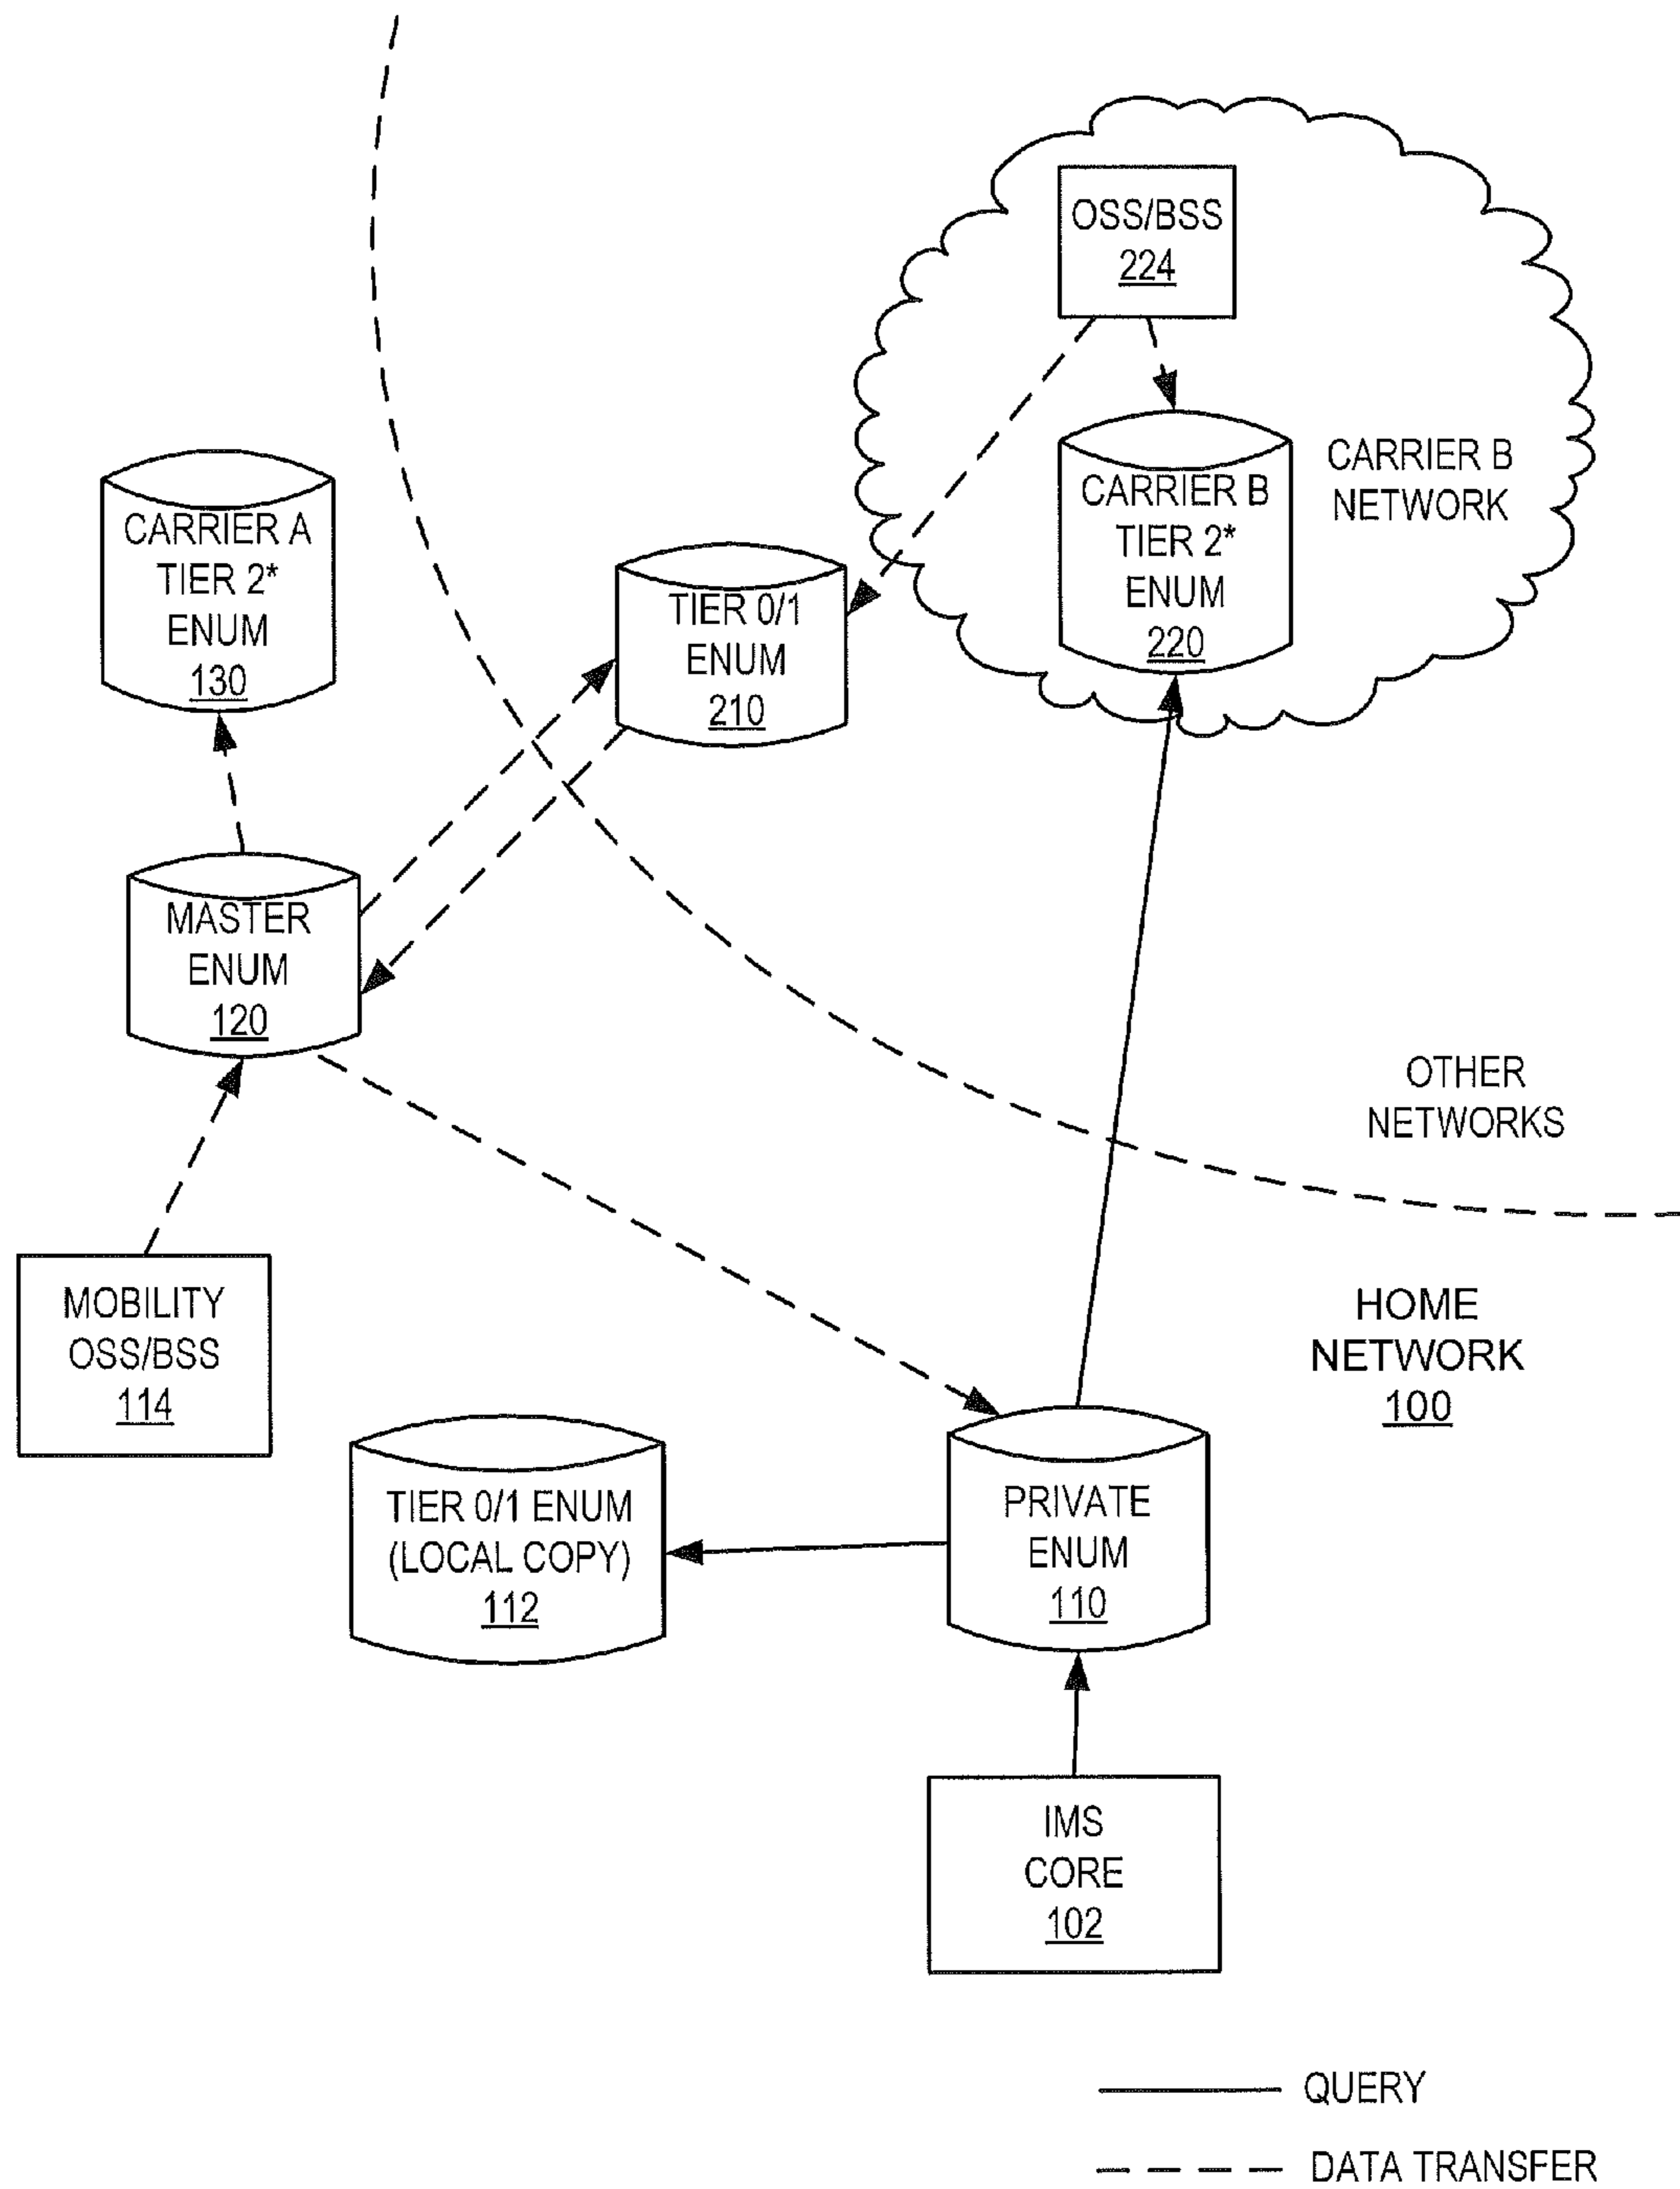 OSS/BSS
224
CARRIER B
TIER 2*
ENUM
220
CARRIER B
NETWORK
CARRIER A
TIER 2*
ENUM
130
TIER 0/1
ENUM
210
MASTER
ENUM
120
OTHER
NETWORKS
MOBILITY
OSS/BSS
114
HOME
NETWORK
100
TIER 0/1 ENUM
(LOCAL COPY)
112
PRIVATE
ENUM
110
IMS
CORE
102
QUERY
DATA TRANSFER